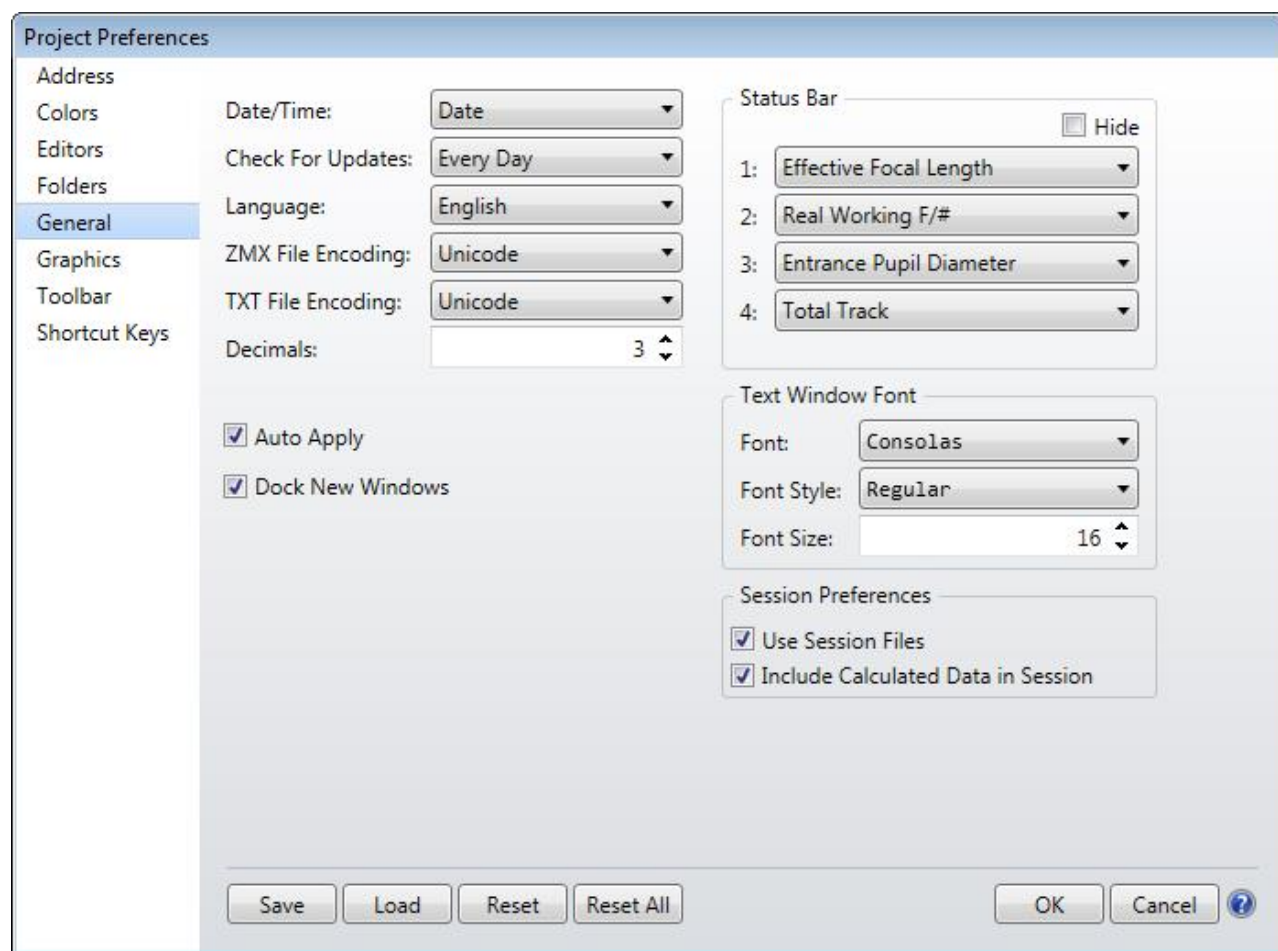 Project Preferences
Address
Colors
Editors
Folders
General
Graphics
Toolbar
Shortcut Keys
Date/Time: Date
Check For Updates: Every Day
Language: English
ZMX File Encoding: Unicode
TXT File Encoding: Unicode
Decimals: 3
Auto Apply
Dock New Windows
Status Bar
Hide
1: Effective Focal Length
2: Real Working F/#
3: Entrance Pupil Diameter
4: Total Track
Text Window Font
Font: Consolas
Font Style: Regular
Font Size: 16
Session Preferences
Use Session Files
Include Calculated Data in Session
Save Load Reset Reset All OK Cancel ?